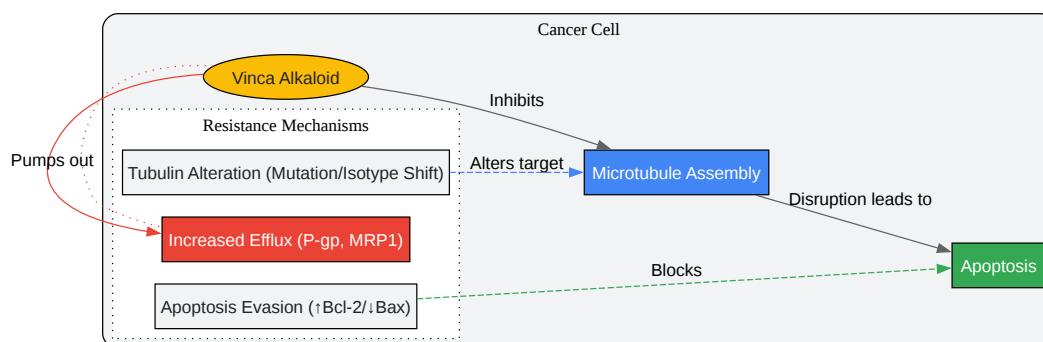 Cancer Cell
Vinca Alkaloid
Inhibits
Resistance Mechanisms
Pumps out
Tubulin Alteration (Mutation/Isotype Shift)
Alters target
Microtubule Assembly
Disruption leads to
Increased Efflux (P-gp, MRP1)
Apoptosis
Blocks
Apoptosis Evasion (↑Bcl-2/↓Bax)